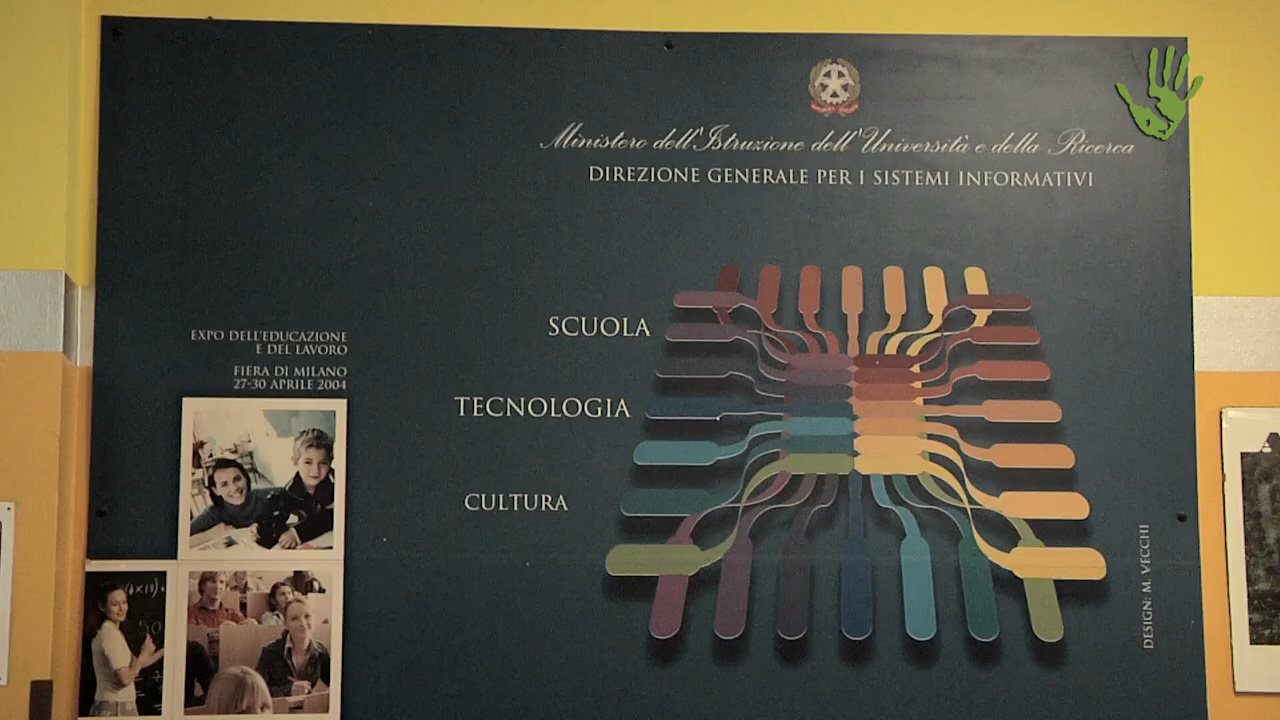 Ministero dell'Istruzione dell'Università e della Ricerca
DIREZIONE GENERALE PER I SISTEMI INFORMATIVI
SCUOLA
TECNOLOGIA
CULTURA
EXPO DELL'EDUCAZIONE
E DEL LAVORO
FIERA DI MILANO
27-30 APRILE 2004
DESIGN: M. VECCHI